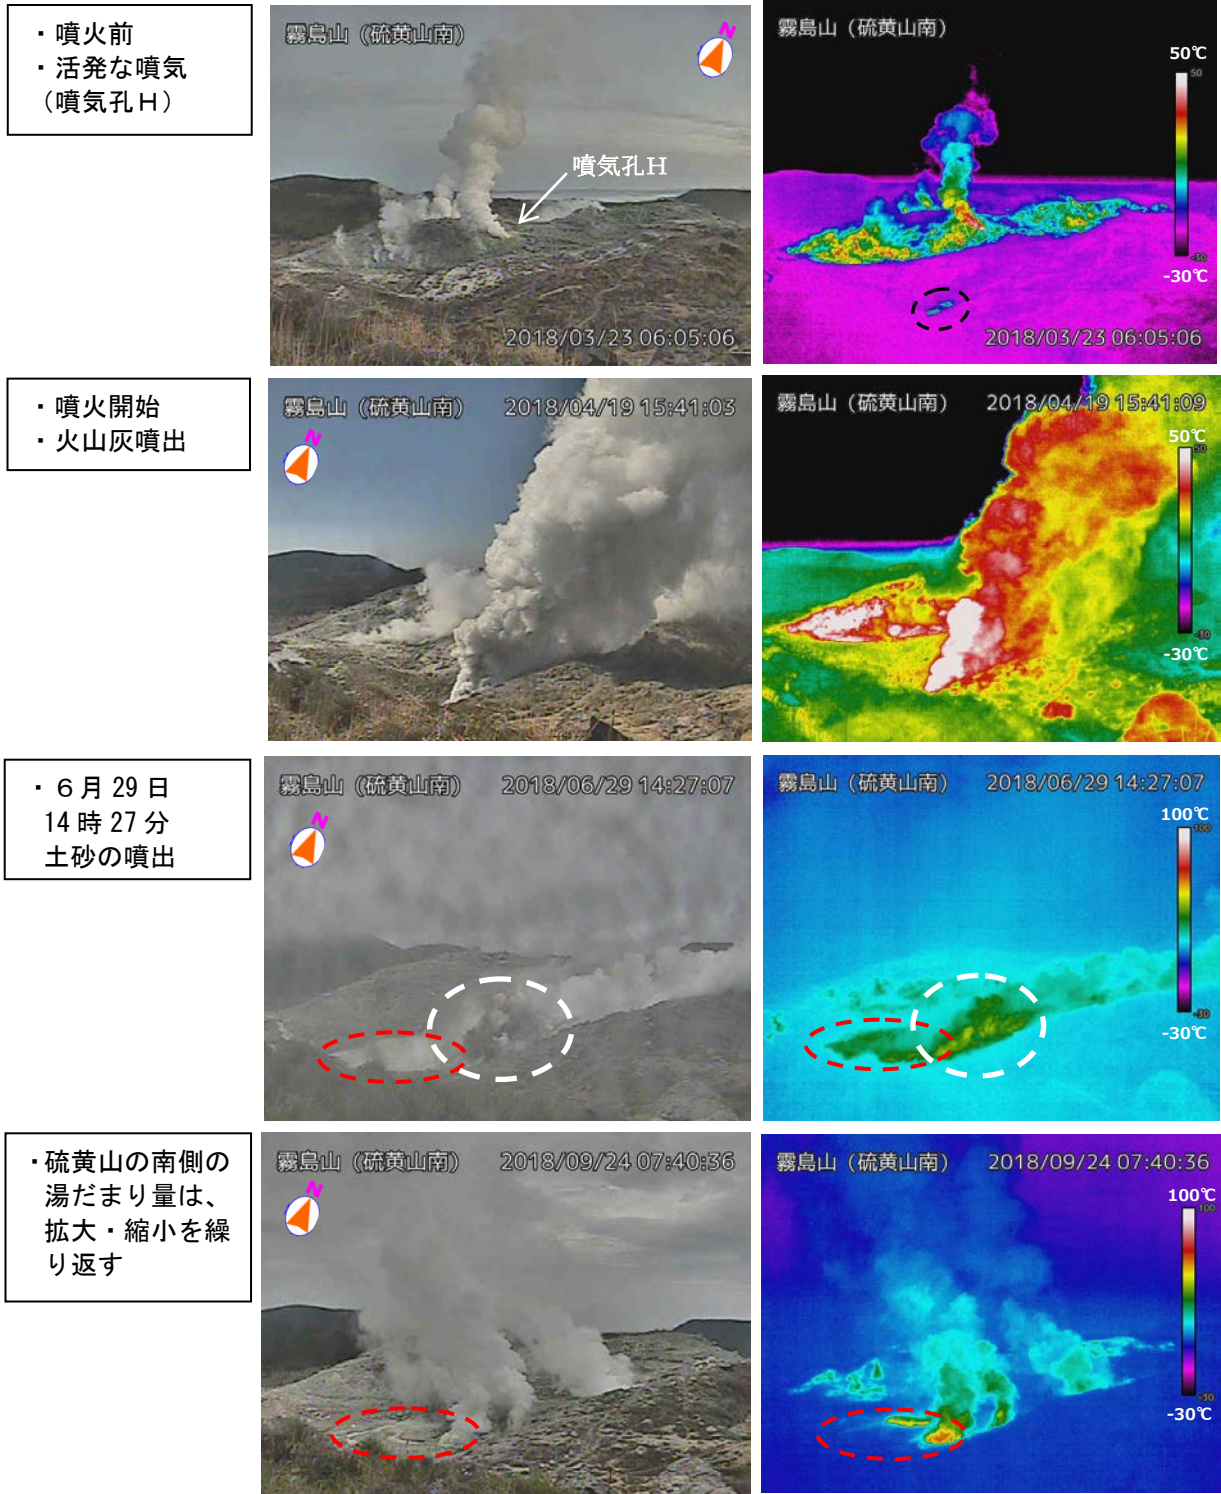 ・噴火前
・活発な噴気
（噴気孔Ｈ）
霧島山（硫黄山南）
N
噴気孔H
2018/03/23 06:05:06
霧島山（硫黄山南）
50℃
50
-30
-30℃
2018/03/23 06:05:06
・噴火開始
・火山灰噴出
霧島山（硫黄山南） 2018/04/19 15:41:03
N
霧島山（硫黄山南） 2018/04/19 15:41:09
50℃
50
-30
-30℃
・６月 29 日
14 時 27 分
土砂の噴出
霧島山（硫黄山南） 2018/06/29 14:27:07
N
霧島山（硫黄山南） 2018/06/29 14:27:07
100℃
100
-30
-30℃
・硫黄山の南側の
湯だまり量は、
拡大・縮小を繰
り返す
霧島山（硫黄山南） 2018/09/24 07:40:36
N
霧島山（硫黄山南） 2018/09/24 07:40:36
100℃
100
-30
-30℃